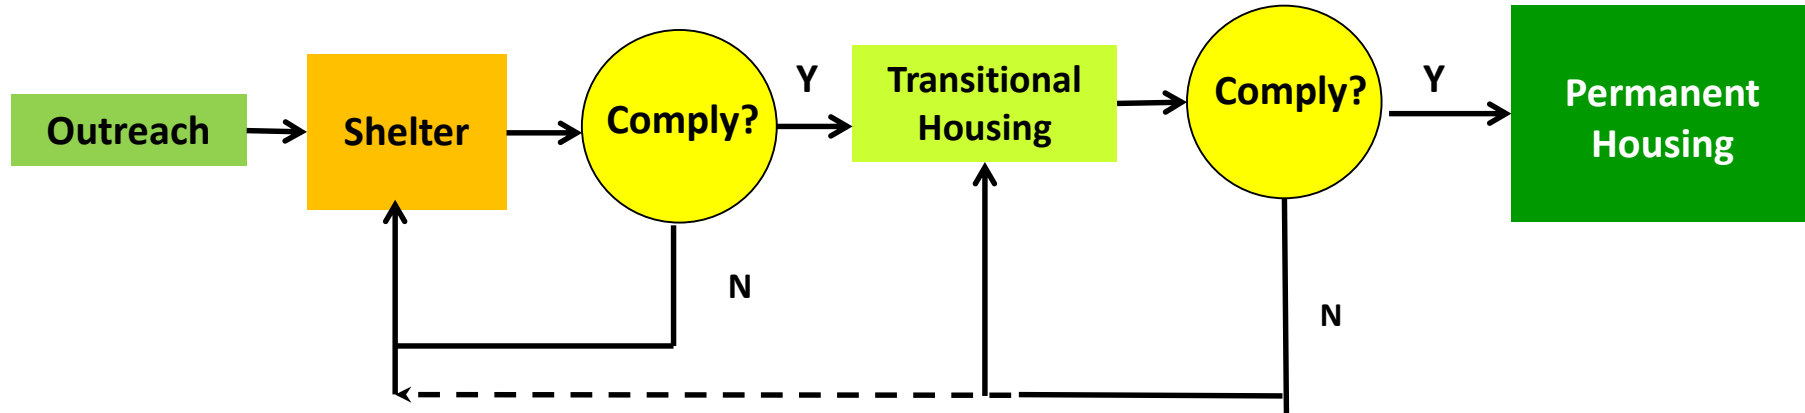 Outreach
Shelter
Comply?
Y
N
Transitional
Housing
Comply?
Y
N
Permanent
Housing